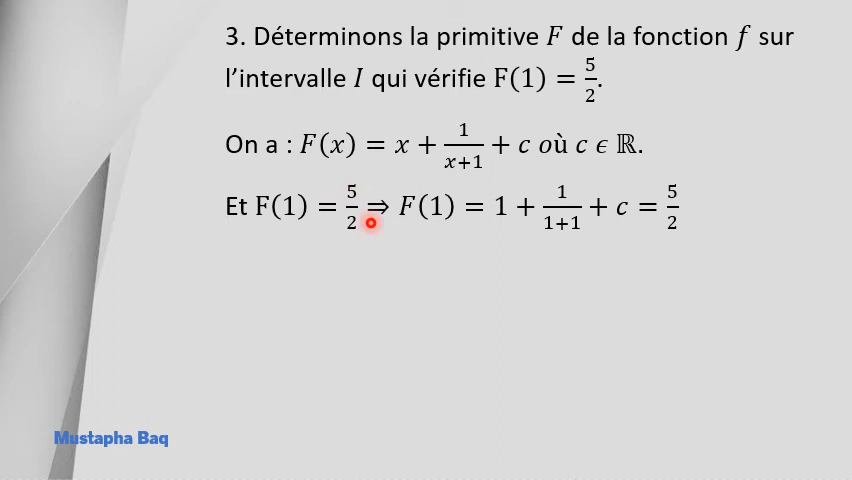 3. Déterminons la primitive F de la fonction f sur
l’intervalle I qui vérifie F(1) = 5/2.
On a : F(x) = x + 1/(x+1) + c où c ϵ ℝ.
Et F(1) = 5/2 ⇒ F(1) = 1 + 1/(1+1) + c = 5/2
Mustapha Baq